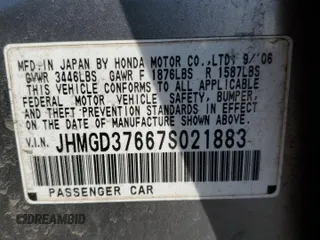 MFD. IN JAPAN BY HONDA MOTOR CO.,LTD. 9/'06
GVWR 3446LBS GAWR F 1876LBS R 1587LBS
THIS VEHICLE CONFORMS TO ALL APPLICABLE
FEDERAL MOTOR VEHICLE SAFETY, BUMPER,
AND THEFT PREVENTION STANDARDS IN EFFECT
ON THE DATE OF MANUFACTURE SHOWN ABOVE.
V.I.N. JHMGD37667S021883
PASSENGER CAR
DREAMBID